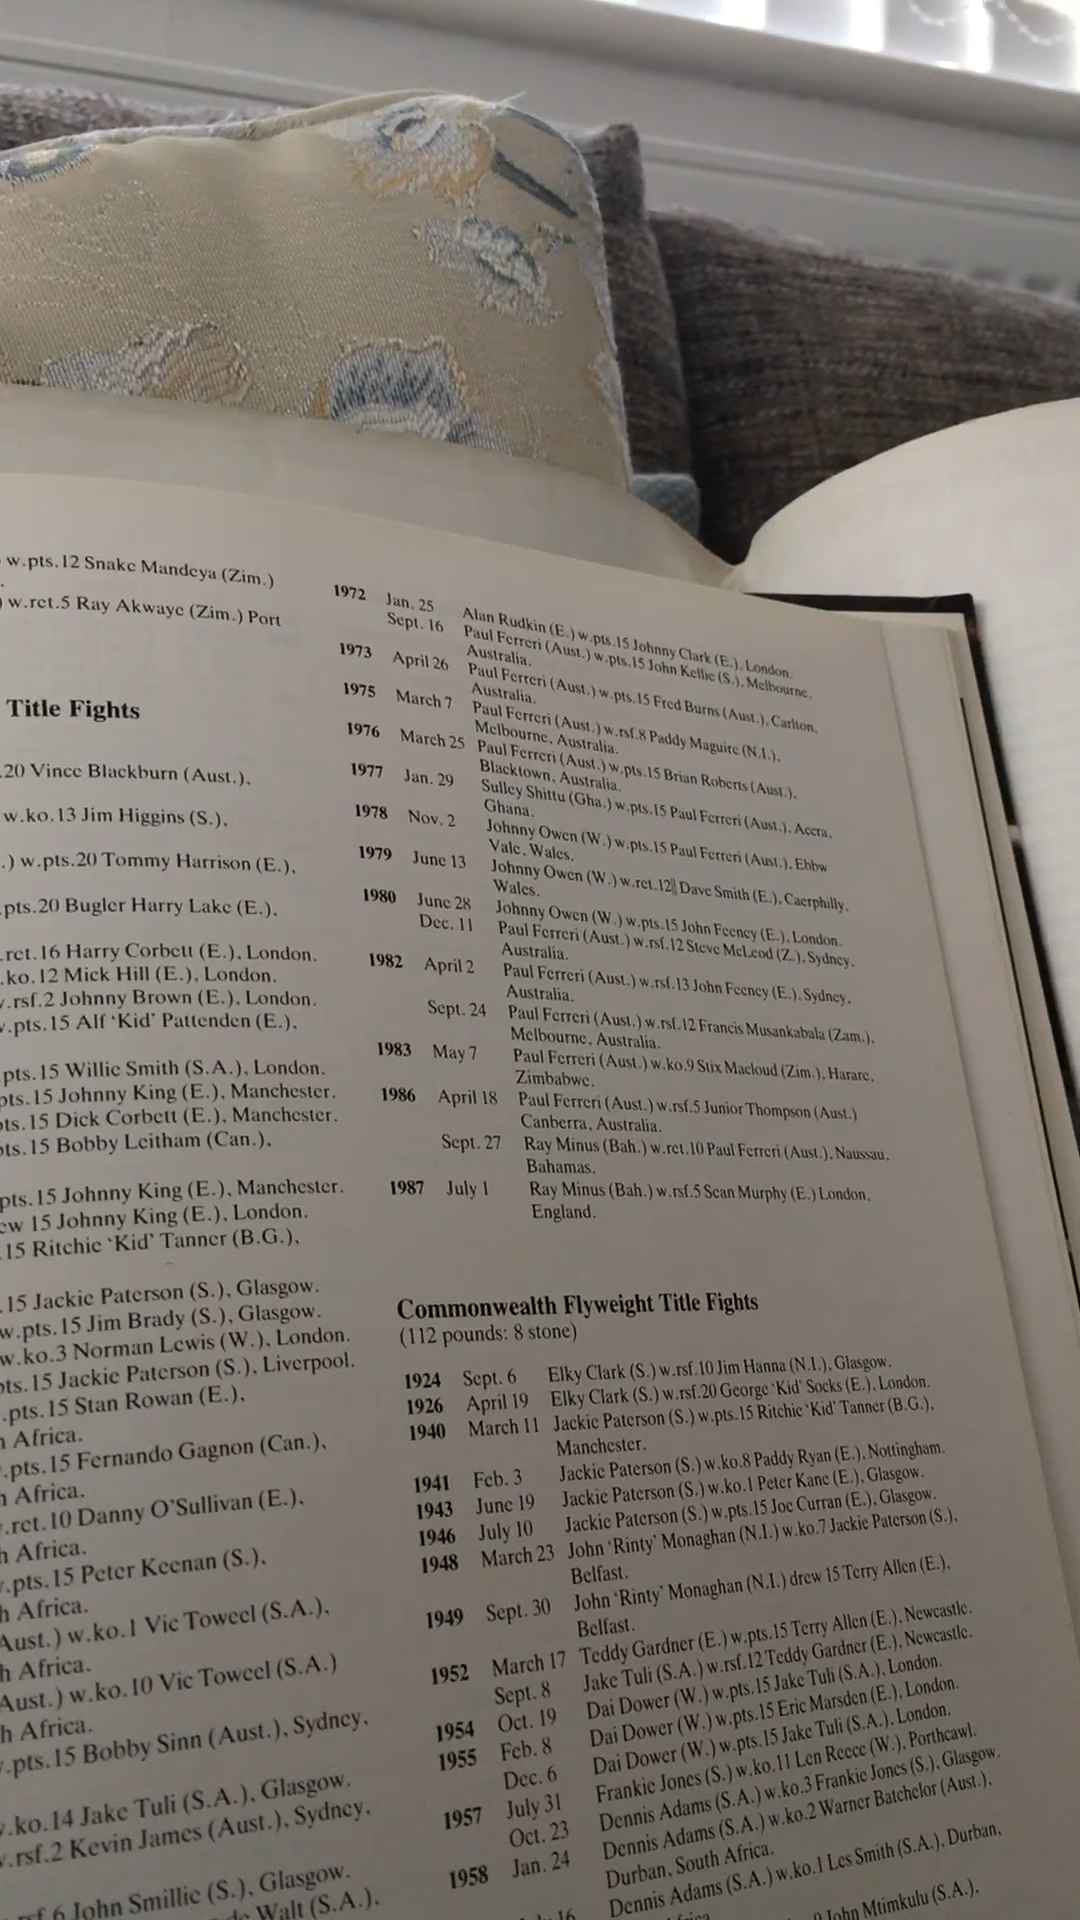 w.pts.12 Snake Mandeya (Zim.)
w.ret.5 Ray Akwaye (Zim.) Port
Title Fights
.20 Vince Blackburn (Aust.),
w.ko.13 Jim Higgins (S.),
.) w.pts.20 Tommy Harrison (E.),
pts.20 Bugler Harry Lake (E.),
.ret.16 Harry Corbett (E.), London.
.ko.12 Mick Hill (E.), London.
.rsf.2 Johnny Brown (E.), London.
.pts.15 Alf 'Kid' Pattenden (E.),
pts.15 Willie Smith (S.A.), London.
pts.15 Johnny King (E.), Manchester.
ts.15 Dick Corbett (E.), Manchester.
ts.15 Bobby Leitham (Can.),
pts.15 Johnny King (E.), Manchester.
ew 15 Johnny King (E.), London.
.15 Ritchie 'Kid' Tanner (B.G.),
.15 Jackie Paterson (S.), Glasgow.
w.pts.15 Jim Brady (S.), Glasgow.
w.ko.3 Norman Lewis (W.), London.
ts.15 Jackie Paterson (S.), Liverpool.
.pts.15 Stan Rowan (E.),
Africa.
.pts.15 Fernando Gagnon (Can.),
Africa.
.ret.10 Danny O'Sullivan (E.),
h Africa.
.pts.15 Peter Keenan (S.),
h Africa.
Aust.) w.ko.1 Vic Toweel (S.A.),
h Africa.
Aust.) w.ko.10 Vic Toweel (S.A.)
h Africa.
.pts.15 Bobby Sinn (Aust.), Sydney,
.ko.14 Jake Tuli (S.A.), Glasgow.
.rsf.2 Kevin James (Aust.), Sydney,
6 John Smillie (S.), Glasgow.
Walt (S.A.),
1972 Jan. 25 Alan Rudkin (E.) w.pts.15 Johnny Clark (E.), London.
Sept. 16 Paul Ferreri (Aust.) w.pts.15 John Kellie (S.), Melbourne,
Australia.
1973 April 26 Paul Ferreri (Aust.) w.pts.15 Fred Burns (Aust.), Carlton,
Australia.
1975 March 7 Paul Ferreri (Aust.) w.rsf.8 Paddy Maguire (N.I.),
Melbourne, Australia.
1976 March 25 Paul Ferreri (Aust.) w.pts.15 Brian Roberts (Aust.),
Blacktown, Australia.
1977 Jan. 29 Sulley Shittu (Gha.) w.pts.15 Paul Ferreri (Aust.), Accra,
Ghana.
1978 Nov. 2 Johnny Owen (W.) w.pts.15 Paul Ferreri (Aust.), Ebbw
Vale, Wales.
1979 June 13 Johnny Owen (W.) w.ret.12|| Dave Smith (E.), Caerphilly,
Wales.
1980 June 28 Johnny Owen (W.) w.pts.15 John Feeney (E.), London.
Dec. 11 Paul Ferreri (Aust.) w.rsf.12 Steve McLeod (Z.), Sydney,
Australia.
1982 April 2 Paul Ferreri (Aust.) w.rsf.13 John Feeney (E.), Sydney,
Australia.
Sept. 24 Paul Ferreri (Aust.) w.rsf.12 Francis Musankabala (Zam.),
Melbourne, Australia.
1983 May 7 Paul Ferreri (Aust.) w.ko.9 Stix Macloud (Zim.), Harare,
Zimbabwe.
1986 April 18 Paul Ferreri (Aust.) w.rsf.5 Junior Thompson (Aust.)
Canberra, Australia.
Sept. 27 Ray Minus (Bah.) w.ret.10 Paul Ferreri (Aust.), Naussau,
Bahamas.
1987 July 1 Ray Minus (Bah.) w.rsf.5 Sean Murphy (E.) London,
England.
Commonwealth Flyweight Title Fights
(112 pounds: 8 stone)
1924 Sept. 6 Elky Clark (S.) w.rsf.10 Jim Hanna (N.I.), Glasgow.
1926 April 19 Elky Clark (S.) w.rsf.20 George 'Kid' Socks (E.), London.
1940 March 11 Jackie Paterson (S.) w.pts.15 Ritchie 'Kid' Tanner (B.G.),
Manchester.
1941 Feb. 3 Jackie Paterson (S.) w.ko.8 Paddy Ryan (E.), Nottingham.
1943 June 19 Jackie Paterson (S.) w.ko.1 Peter Kane (E.), Glasgow.
1946 July 10 Jackie Paterson (S.) w.pts.15 Joe Curran (E.), Glasgow.
1948 March 23 John 'Rinty' Monaghan (N.I.) w.ko.7 Jackie Paterson (S.),
Belfast.
1949 Sept. 30 John 'Rinty' Monaghan (N.I.) drew 15 Terry Allen (E.),
Belfast.
1952 March 17 Teddy Gardner (E.) w.pts.15 Terry Allen (E.), Newcastle.
Sept. 8 Jake Tuli (S.A.) w.rsf.12 Teddy Gardner (E.), Newcastle.
1954 Oct. 19 Dai Dower (W.) w.pts.15 Jake Tuli (S.A.), London.
1955 Feb. 8 Dai Dower (W.) w.pts.15 Eric Marsden (E.), London.
Dec. 6 Dai Dower (W.) w.pts.15 Jake Tuli (S.A.), London.
1957 July 31 Frankie Jones (S.) w.ko.11 Len Reece (W.), Porthcawl.
Oct. 23 Dennis Adams (S.A.) w.ko.3 Frankie Jones (S.), Glasgow.
1958 Jan. 24 Dennis Adams (S.A.) w.ko.2 Warner Batchelor (Aust.),
Durban, South Africa.
16 Dennis Adams (S.A.) w.ko.1 Les Smith (S.A.), Durban,
John Mtimkulu (S.A.),